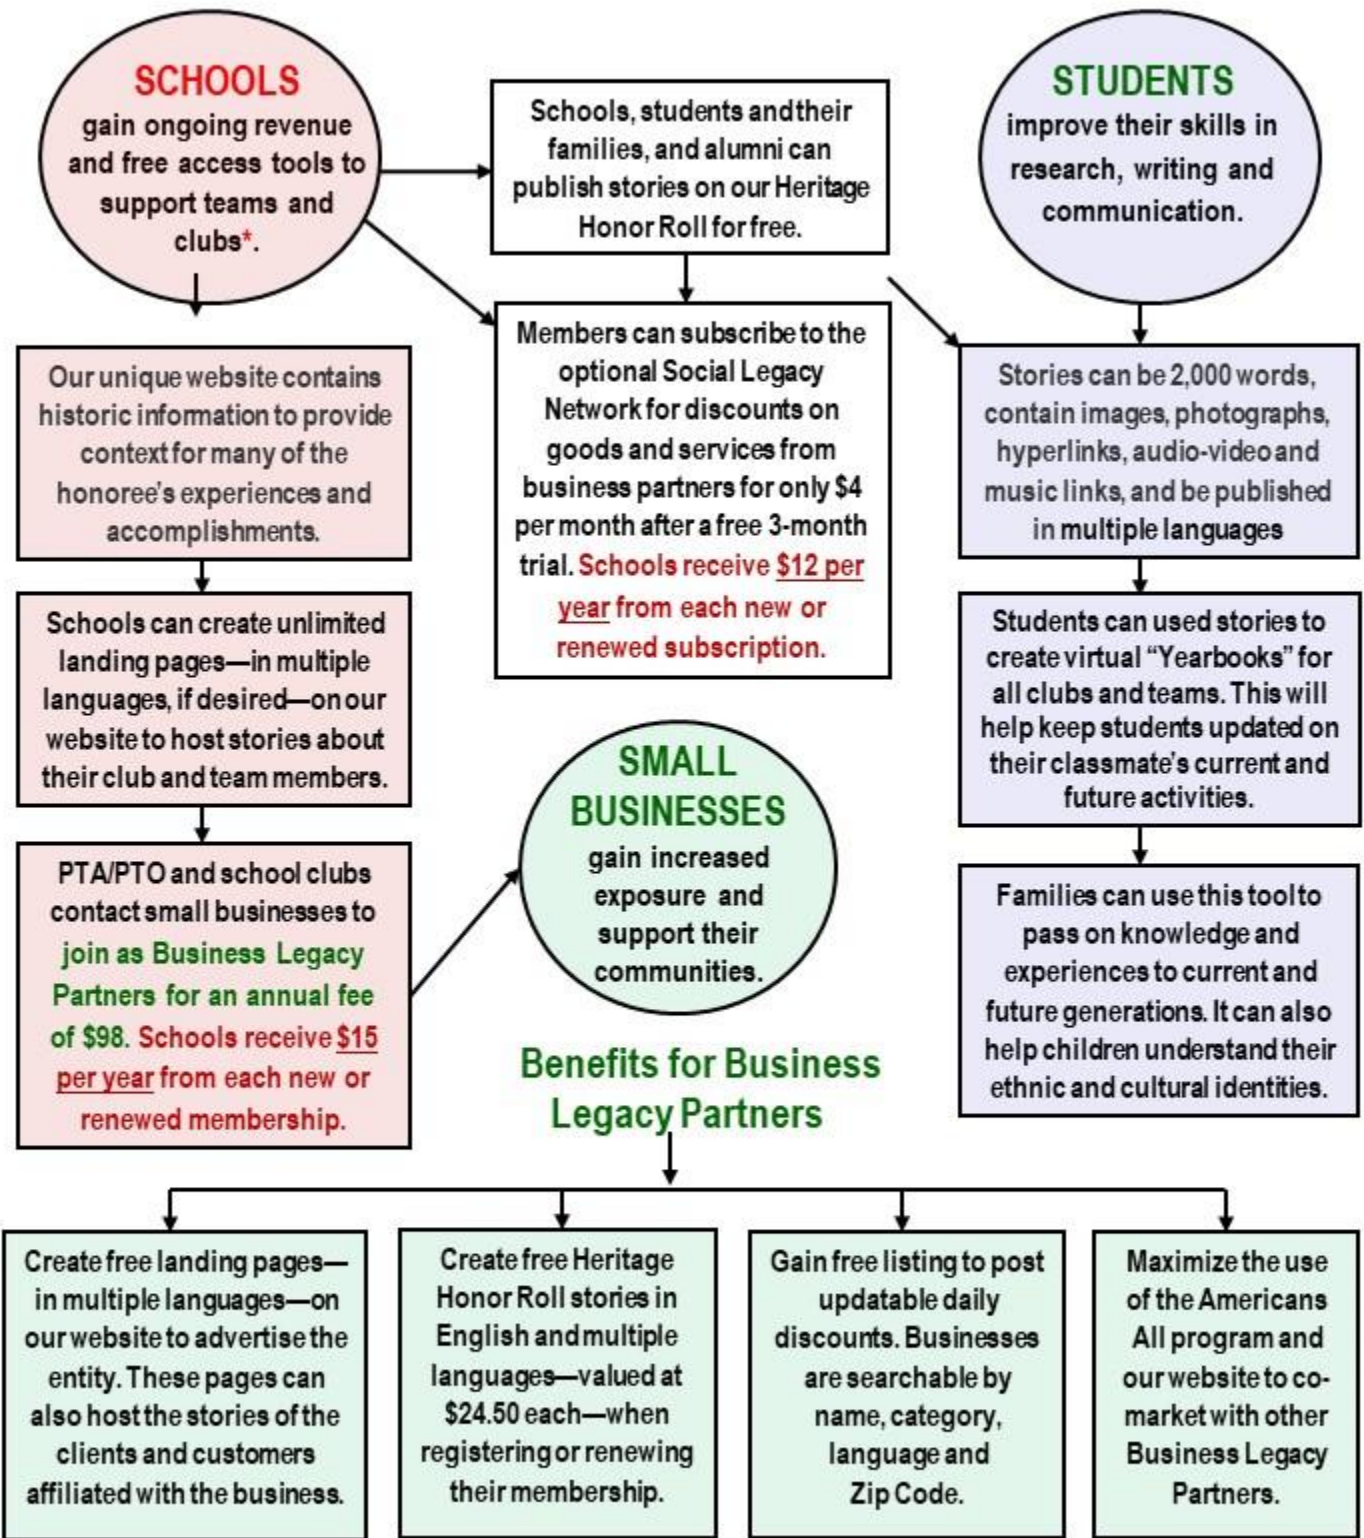 SCHOOLS
gain ongoing revenue
and free access tools to
support teams and
clubs*.
Schools, students and their
families, and alumni can
publish stories on our Heritage
Honor Roll for free.
STUDENTS
improve their skills in
research, writing and
communication.
Our unique website contains
historic information to provide
context for many of the
honoree's experiences and
accomplishments.
Members can subscribe to the
optional Social Legacy
Network for discounts on
goods and services from
business partners for only $4
per month after a free 3-month
trial. Schools receive $12 per
year from each new or
renewed subscription.
Stories can be 2,000 words,
contain images, photographs,
hyperlinks, audio-video and
music links, and be published
in multiple languages
Schools can create unlimited
landing pages—in multiple
languages, if desired—on our
website to host stories about
their club and team members.
Students can used stories to
create virtual “Yearbooks” for
all clubs and teams. This will
help keep students updated on
their classmate's current and
future activities.
PTA/PTO and school clubs
contact small businesses to
join as Business Legacy
Partners for an annual fee
of $98. Schools receive $15
per year from each new or
renewed membership.
SMALL
BUSINESSES
gain increased
exposure and
support their
communities.
Families can use this tool to
pass on knowledge and
experiences to current and
future generations. It can also
help children understand their
ethnic and cultural identities.
Benefits for Business
Legacy Partners
Create free landing pages—
in multiple languages—on
our website to advertise the
entity. These pages can
also host the stories of the
clients and customers
affiliated with the business.
Create free Heritage
Honor Roll stories in
English and multiple
languages—valued at
$24.50 each—when
registering or renewing
their membership.
Gain free listing to post
updatable daily
discounts. Businesses
are searchable by
name, category,
language and
Zip Code.
Maximize the use
of the Americans
All program and
our website to co-
market with other
Business Legacy
Partners.